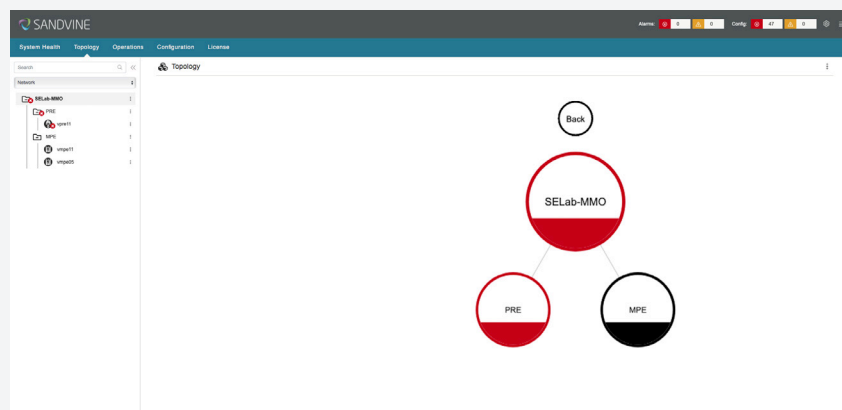 SANDVINE
Alarms: 0 0 Config: 47 0
System Health Topology Operations Configuration License
Search
Network
SELab-MMO
PRE
vpre11
MPE
vmpe11
vmpe05
Topology
Back
SELab-MMO
PRE
MPE